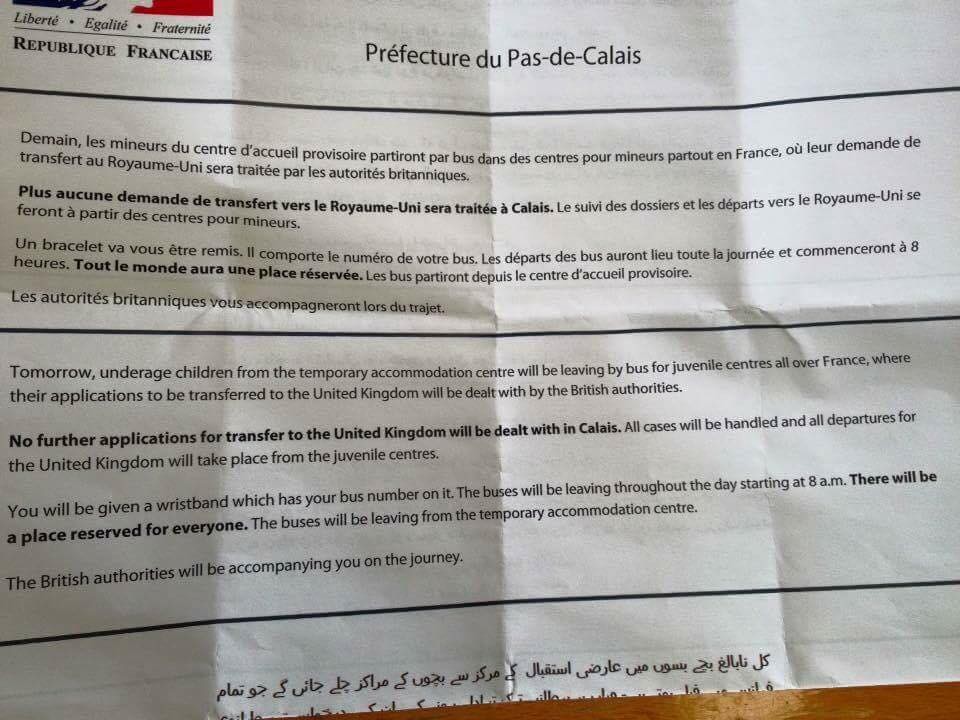 Liberté • Egalité • Fraternité
REPUBLIQUE FRANCAISE
Préfecture du Pas-de-Calais
Demain, les mineurs du centre d'accueil provisoire partiront par bus dans des centres pour mineurs partout en France, où leur demande de
transfert au Royaume-Uni sera traitée par les autorités britanniques.
Plus aucune demande de transfert vers le Royaume-Uni sera traitée à Calais. Le suivi des dossiers et les départs vers le Royaume-Uni se
feront à partir des centres pour mineurs.
Un bracelet va vous être remis. Il comporte le numéro de votre bus. Les départs des bus auront lieu toute la journée et commenceront à 8
heures. Tout le monde aura une place réservée. Les bus partiront depuis le centre d'accueil provisoire.
Les autorités britanniques vous accompagneront lors du trajet.
Tomorrow, underage children from the temporary accommodation centre will be leaving by bus for juvenile centres all over France, where
their applications to be transferred to the United Kingdom will be dealt with by the British authorities.
No further applications for transfer to the United Kingdom will be dealt with in Calais. All cases will be handled and all departures for
the United Kingdom will take place from the juvenile centres.
You will be given a wristband which has your bus number on it. The buses will be leaving throughout the day starting at 8 a.m. There will be
a place reserved for everyone. The buses will be leaving from the temporary accommodation centre.
The British authorities will be accompanying you on the journey.
کل نابالغ بچے بسوں میں عارضی استقبال کے مرکز سے بچوں کے مراکز چلے جائیں گے جو تمام